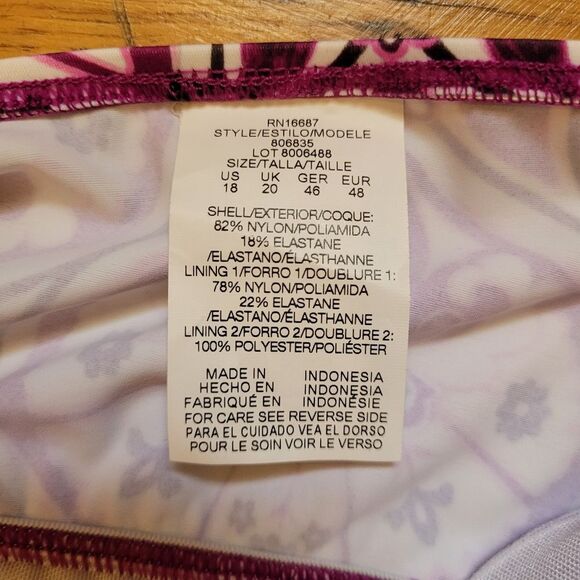 RN16687
STYLE/ESTILO/MODELE
806835
LOT 8006488
SIZE/TALLA/TAILLE
US UK GER EUR
18 20 46 48
SHELL/EXTERIOR/COQUE:
82% NYLON/POLIAMIDA
18% ELASTANE
/ELASTANO/ÉLASTHANNE
LINING 1/FORRO 1/DOUBLURE 1:
78% NYLON/POLIAMIDA
22% ELASTANE
/ELASTANO/ÉLASTHANNE
LINING 2/FORRO 2/DOUBLURE 2:
100% POLYESTER/POLIÉSTER
MADE IN INDONESIA
HECHO EN INDONESIA
FABRIQUÉ EN INDONÉSIE
FOR CARE SEE REVERSE SIDE
PARA EL CUIDADO VEA EL DORSO
POUR LE SOIN VOIR LE VERSO